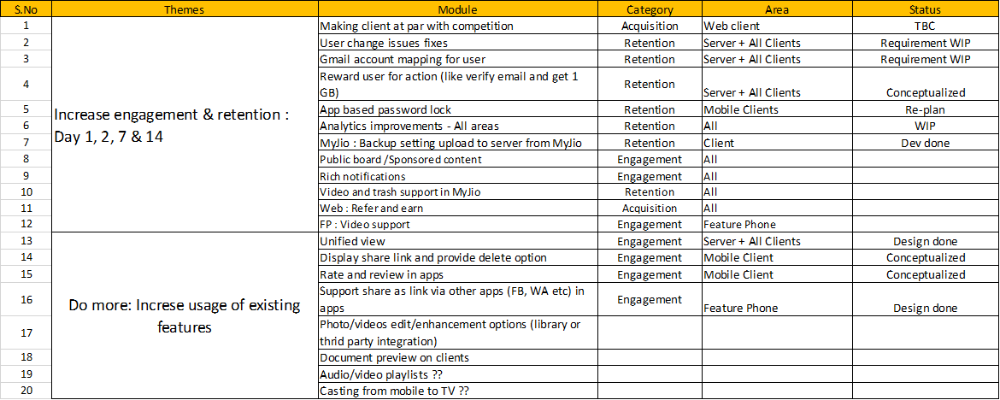 S.No Themes Module Category Area Status
1 Making client at par with competition Acquisition Web client TBC
2 User change issues fixes Retention Server + All Clients Requirement WIP
3 Gmail account mapping for user Retention Server + All Clients Requirement WIP
Reward user for action (like verify email and get 1
4 GB) Retention Server + All Clients Conceptualized
Increase engagement & retention :
Day 1, 2, 7 & 14
5 App based password lock Retention Mobile Clients Re-plan
6 Analytics improvements - All areas Retention All WIP
7 MyJio : Backup setting upload to server from MyJio Retention Client Dev done
8 Public board /Sponsored content Engagement All
9 Rich notifications Engagement All
10 Video and trash support in MyJio Retention All
11 Web : Refer and earn Acquisition All
12 FP : Video support Engagement Feature Phone
13 Unified view Engagement Server + All Clients Design done
14 Display share link and provide delete option Engagement Mobile Client Conceptualized
15 Rate and review in apps Engagement Mobile Client Conceptualized
Support share as link via other apps (FB, WA etc) in
16 apps Engagement Feature Phone Design done
Do more: Increse usage of existing
features
Photo/videos edit/enhancement options (library or
17 thrid party integration)
18 Document preview on clients
19 Audio/video playlists ??
20 Casting from mobile to TV ??